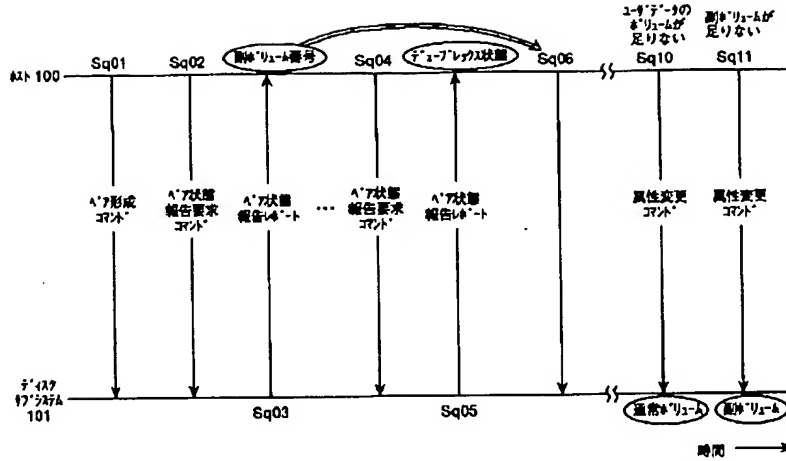 ユーザデータの
ボリュームが
足りない
副ボリュームが
足りない
Sq01
Sq02
副ボリューム番号
Sq04
デュープレックス状態
Sq06
Sq10
Sq11
ホスト 100
ペア形成
コマンド
ペア状態
報告要求
コマンド
ペア状態
報告レポート
…
ペア状態
報告要求
コマンド
ペア状態
報告レポート
属性変更
コマンド
属性変更
コマンド
ディスク
サブシステム
101
Sq03
Sq05
通常ボリューム
副ボリューム
時間